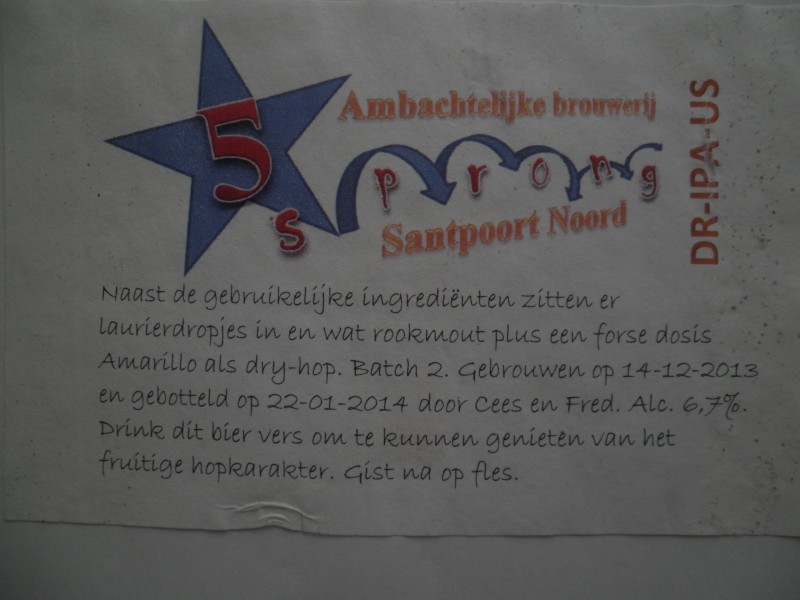 Ambachtelijke brouwerij
5 sprong
Santpoort Noord
DR-IPA-US
Naast de gebruikelijke ingrediënten zitten er
laurierdropjes in en wat rookmout plus een forse dosis
Amarillo als dry-hop. Batch 2. Gebrouwen op 14-12-2013
en gebotteld op 22-01-2014 door Cees en Fred. Alc. 6,7%.
Drink dit bier vers om te kunnen genieten van het
fruitige hopkarakter. Gist na op fles.